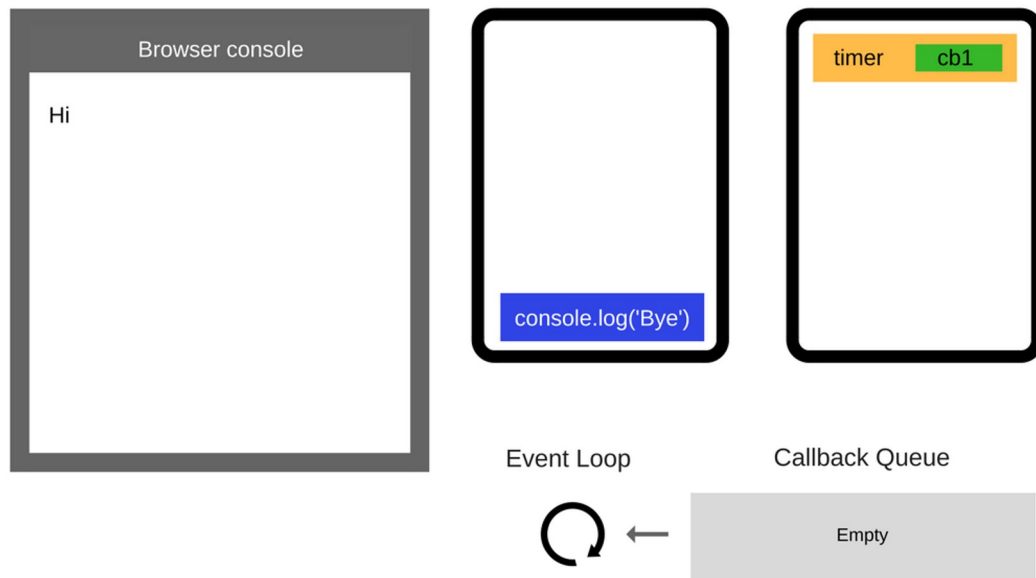 Browser console
Hi
console.log('Bye')
timer
cb1
Event Loop
Callback Queue
Empty